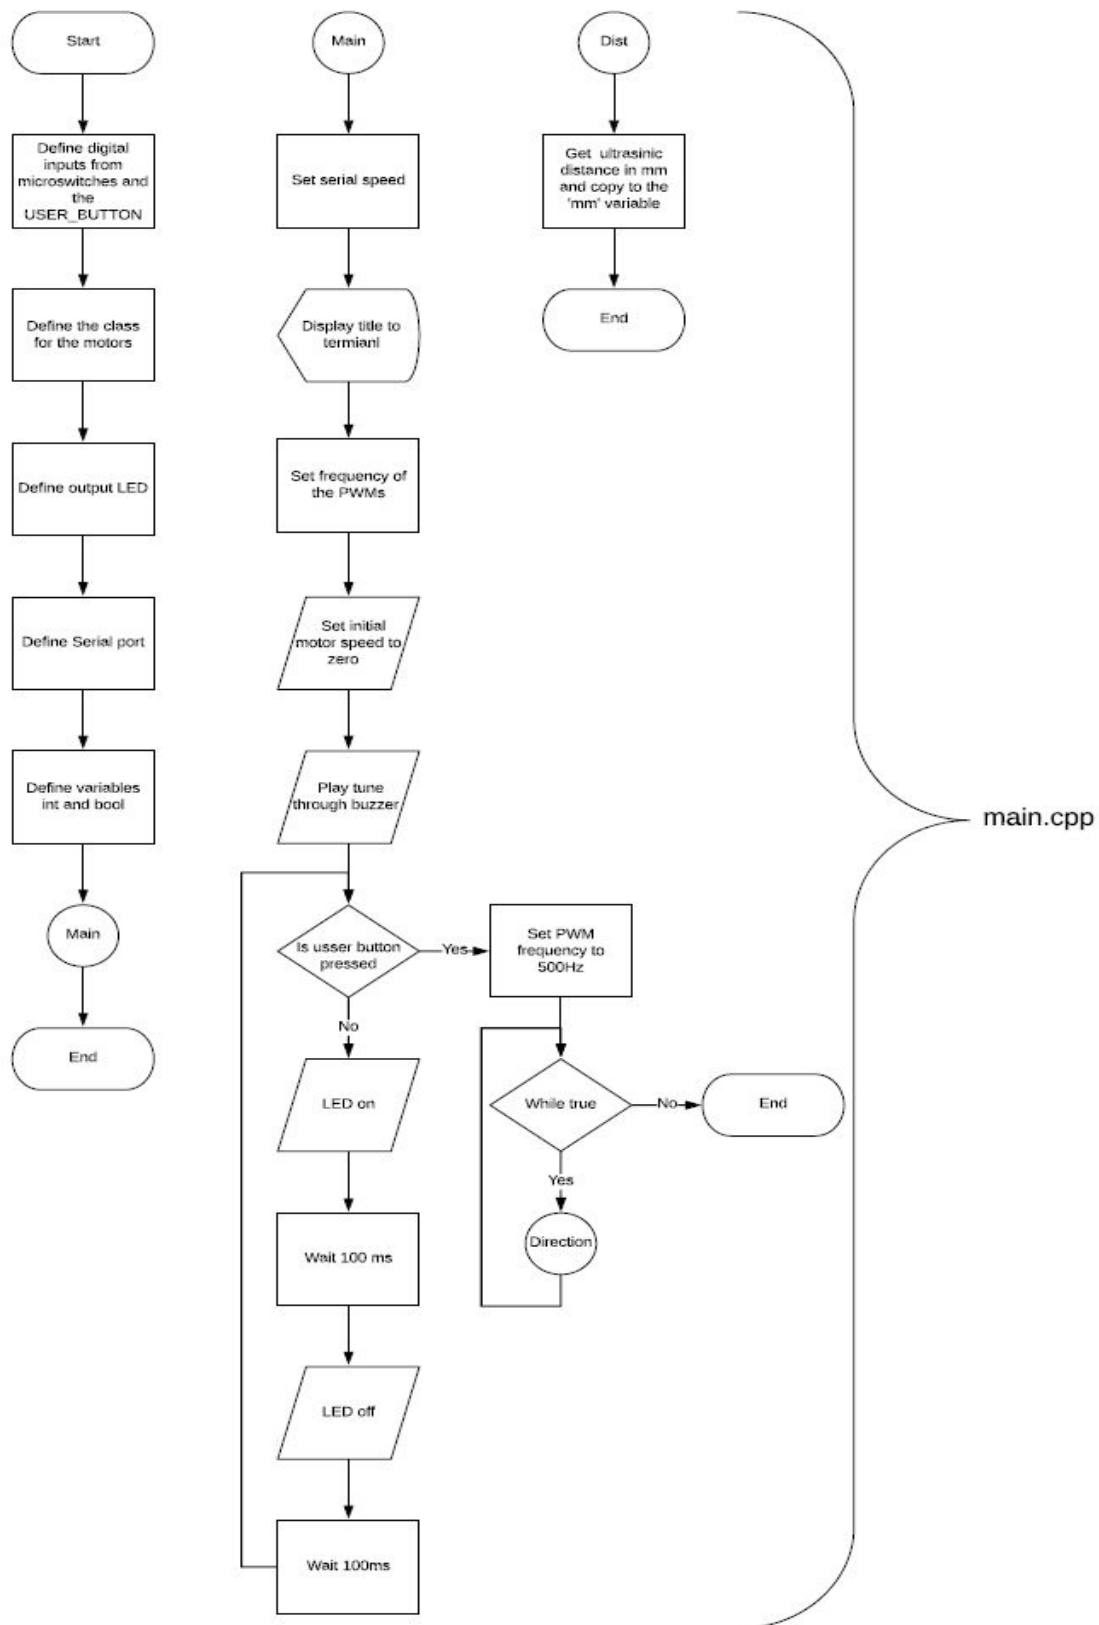 Start
Define digital
inputs from
microswitches and
the
USER_BUTTON
Define the class
for the motors
Define output LED
Define Serial port
Define variables
int and bool
Main
End
Main
Set serial speed
Display title to
termianl
Set frequency of
the PWMs
Set initial
motor speed to
zero
Play tune
through buzzer
Is usser button
pressed
Yes
No
LED on
Wait 100 ms
LED off
Wait 100ms
Set PWM
frequency to
500Hz
While true
No
End
Yes
Direction
Dist
Get ultrasinic
distance in mm
and copy to the
'mm' variable
End
main.cpp